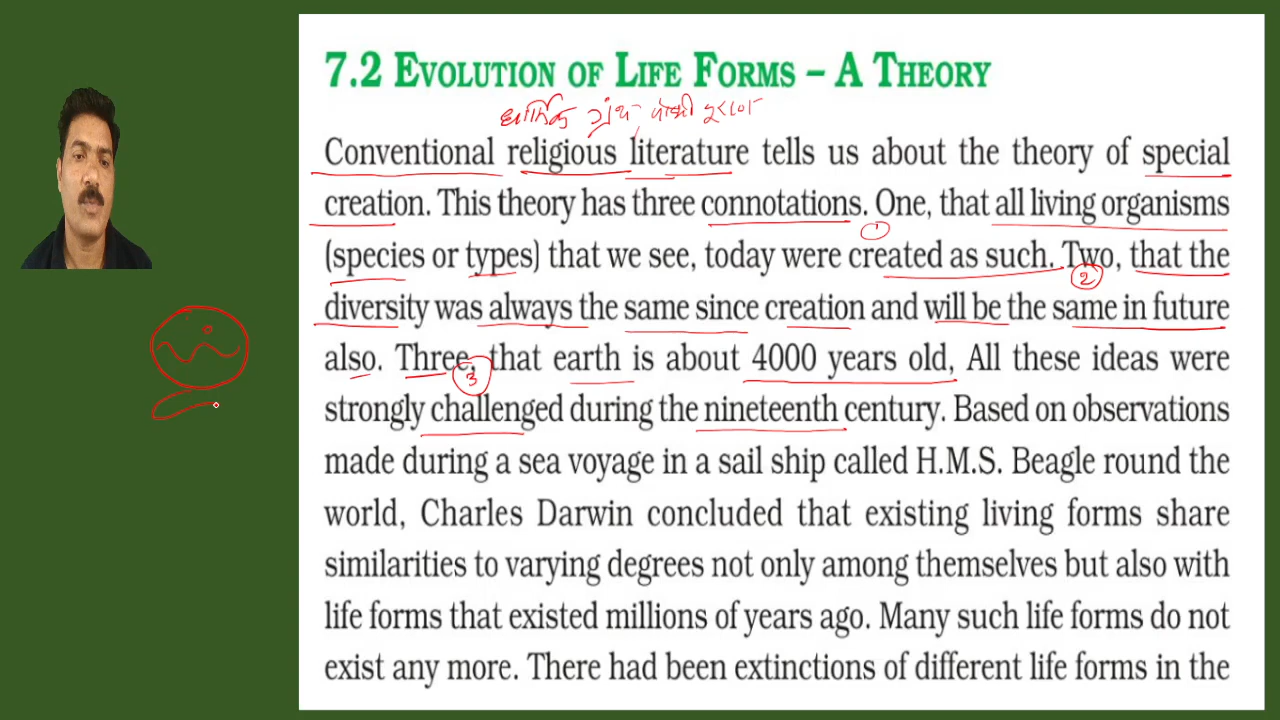 7.2 EVOLUTION OF LIFE FORMS – A THEORY
धार्मिक ग्रंथ, पोथी पुराण
Conventional religious literature tells us about the theory of special
creation. This theory has three connotations. One, that all living organisms
1
(species or types) that we see, today were created as such. Two, that the
2
diversity was always the same since creation and will be the same in future
also. Three, that earth is about 4000 years old, All these ideas were
3
strongly challenged during the nineteenth century. Based on observations
made during a sea voyage in a sail ship called H.M.S. Beagle round the
world, Charles Darwin concluded that existing living forms share
similarities to varying degrees not only among themselves but also with
life forms that existed millions of years ago. Many such life forms do not
exist any more. There had been extinctions of different life forms in the